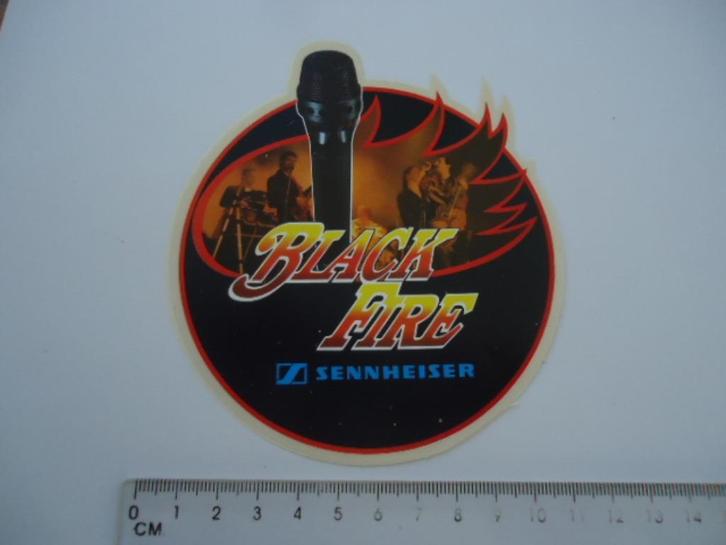 BLACK
FIRE
SENNHEISER
0 1 2 3 4 5 6 7 8 9 10 11 12 13 14
CM